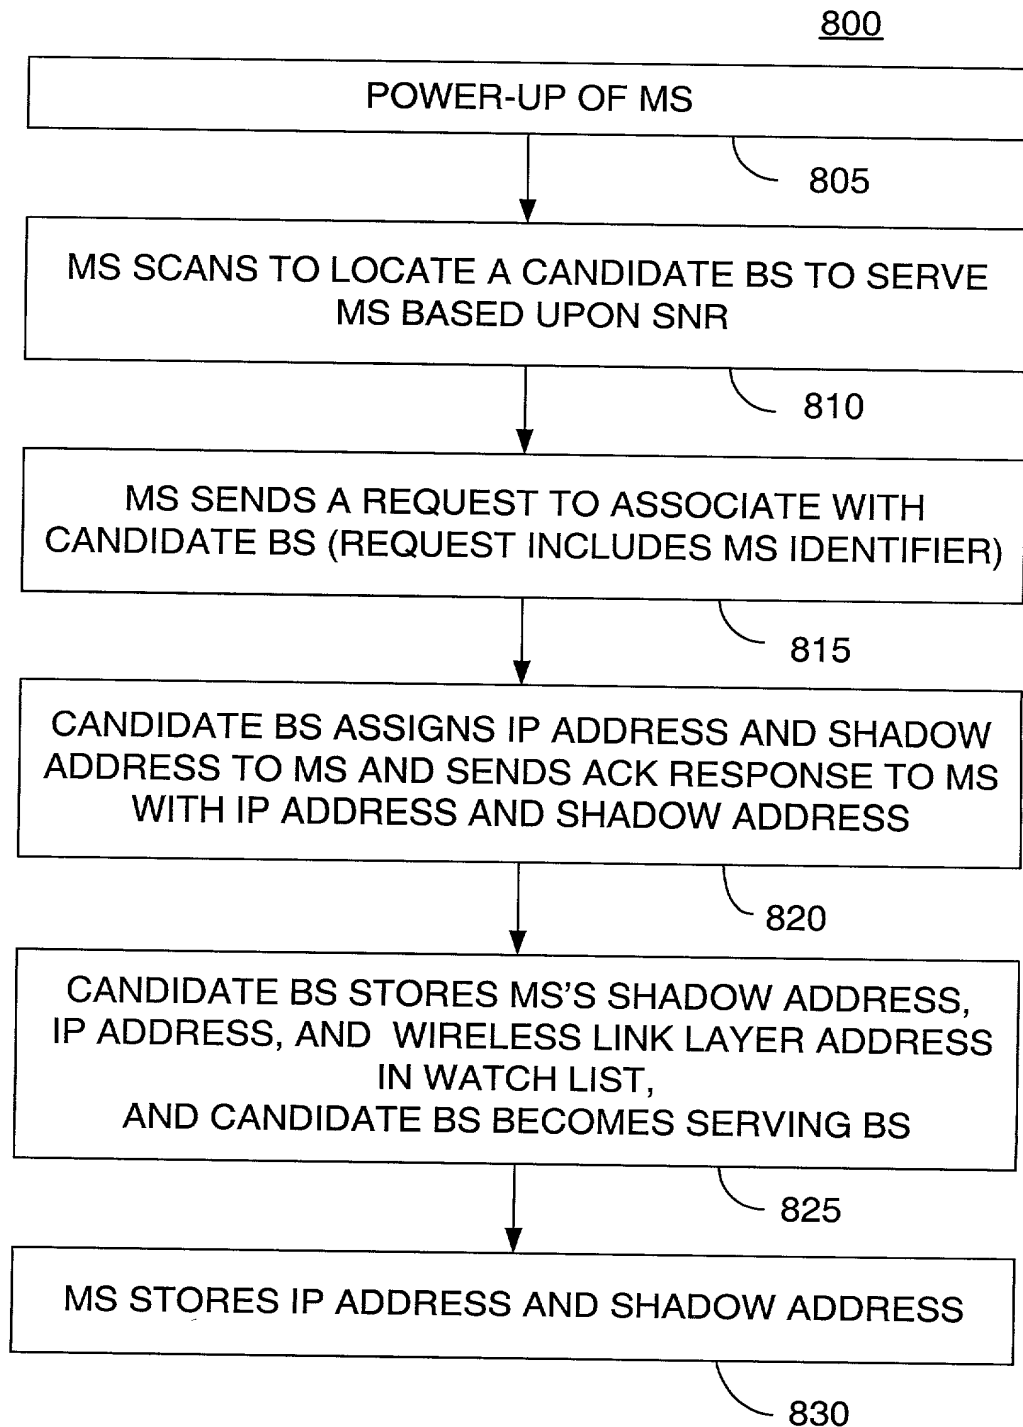 800
POWER-UP OF MS
805
MS SCANS TO LOCATE A CANDIDATE BS TO SERVE
MS BASED UPON SNR
810
MS SENDS A REQUEST TO ASSOCIATE WITH
CANDIDATE BS (REQUEST INCLUDES MS IDENTIFIER)
815
CANDIDATE BS ASSIGNS IP ADDRESS AND SHADOW
ADDRESS TO MS AND SENDS ACK RESPONSE TO MS
WITH IP ADDRESS AND SHADOW ADDRESS
820
CANDIDATE BS STORES MS'S SHADOW ADDRESS,
IP ADDRESS, AND WIRELESS LINK LAYER ADDRESS
IN WATCH LIST,
AND CANDIDATE BS BECOMES SERVING BS
825
MS STORES IP ADDRESS AND SHADOW ADDRESS
830